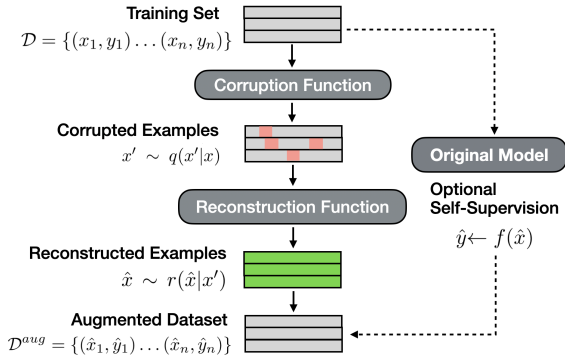 Training Set
𝒟 = {(x₁, y₁) … (xₙ, yₙ)}
Corruption Function
Corrupted Examples
x′ ∼ q(x′|x)
Original Model
Optional
Self-Supervision
ŷ← f(x̂)
Reconstruction Function
Reconstructed Examples
x̂ ∼ r(x̂|x′)
Augmented Dataset
𝒟ᵃᵘᵍ = {(x̂₁, ŷ₁) … (x̂ₙ, ŷₙ)}